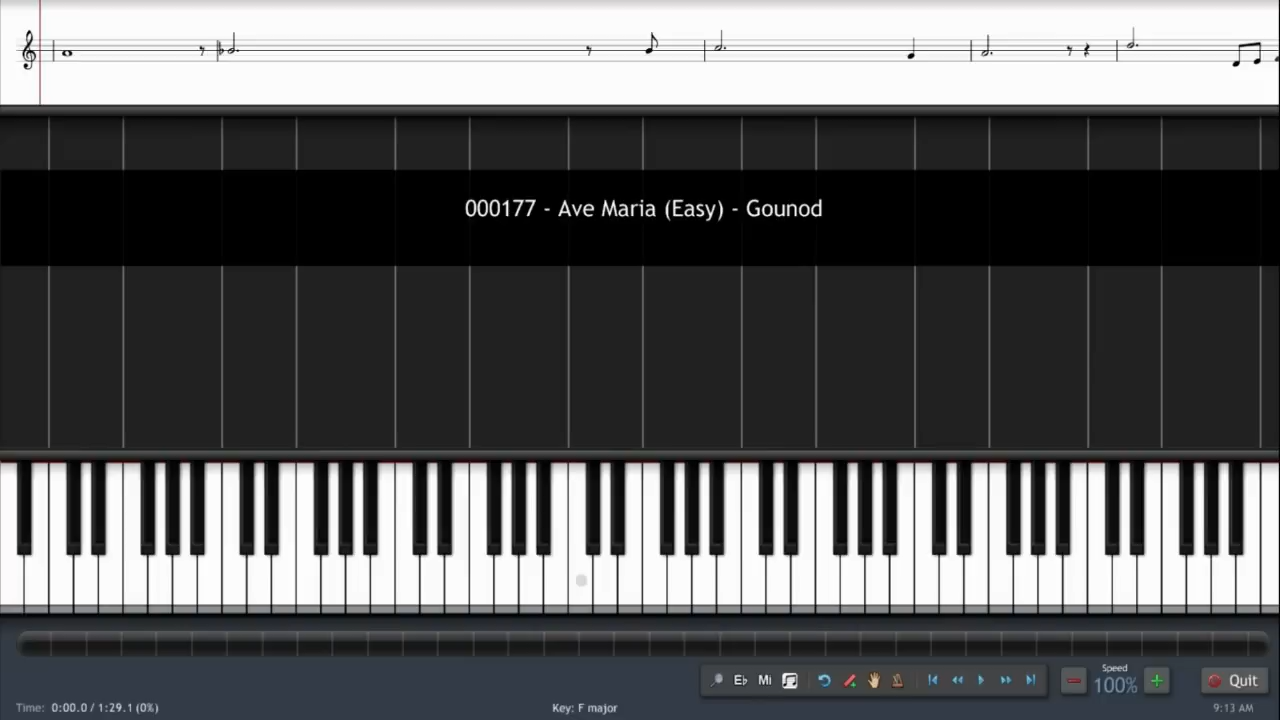 000177 - Ave Maria (Easy) - Gounod
Eb Mi
Speed
100%
Quit
Time: 0:00.0 / 1:29.1 (0%)
Key: F major
9:13 AM